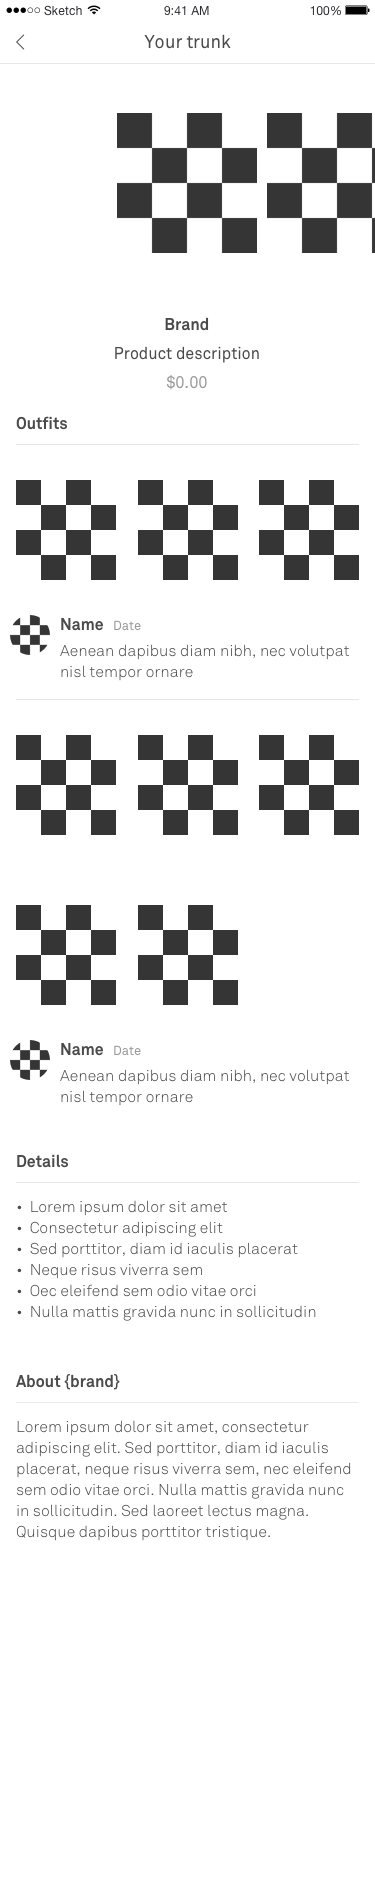 Sketch 9:41 AM 100%
Your trunk
Brand
Product description
$0.00
Outfits
Name Date
Aenean dapibus diam nibh, nec volutpat
nisl tempor ornare
Name Date
Aenean dapibus diam nibh, nec volutpat
nisl tempor ornare
Details
• Lorem ipsum dolor sit amet
• Consectetur adipiscing elit
• Sed porttitor, diam id iaculis placerat
• Neque risus viverra sem
• Oec eleifend sem odio vitae orci
• Nulla mattis gravida nunc in sollicitudin
About {brand}
Lorem ipsum dolor sit amet, consectetur
adipiscing elit. Sed porttitor, diam id iaculis
placerat, neque risus viverra sem, nec eleifend
sem odio vitae orci. Nulla mattis gravida nunc
in sollicitudin. Sed laoreet lectus magna.
Quisque dapibus porttitor tristique.